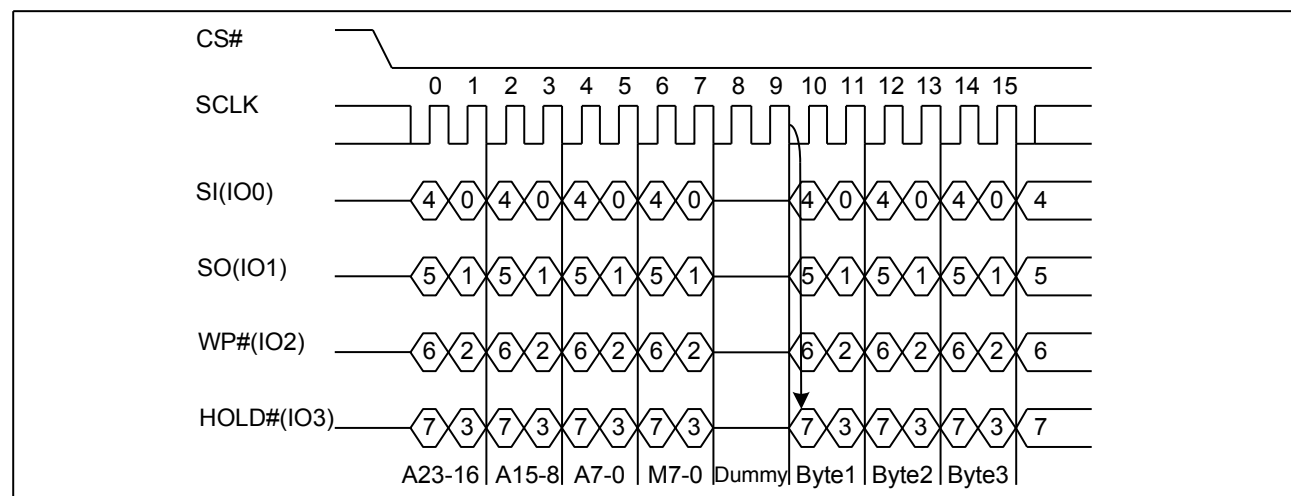 CS#
0 1 2 3 4 5 6 7 8 9 10 11 12 13 14 15
SCLK
SI(IO0) 4 0 4 0 4 0 4 0 4 0 4 0 4 0 4
SO(IO1) 5 1 5 1 5 1 5 1 5 1 5 1 5 1 5
WP#(IO2) 6 2 6 2 6 2 6 2 6 2 6 2 6 2 6
HOLD#(IO3) 7 3 7 3 7 3 7 3 7 3 7 3 7 3 7
A23-16 A15-8 A7-0 M7-0 Dummy Byte1 Byte2 Byte3